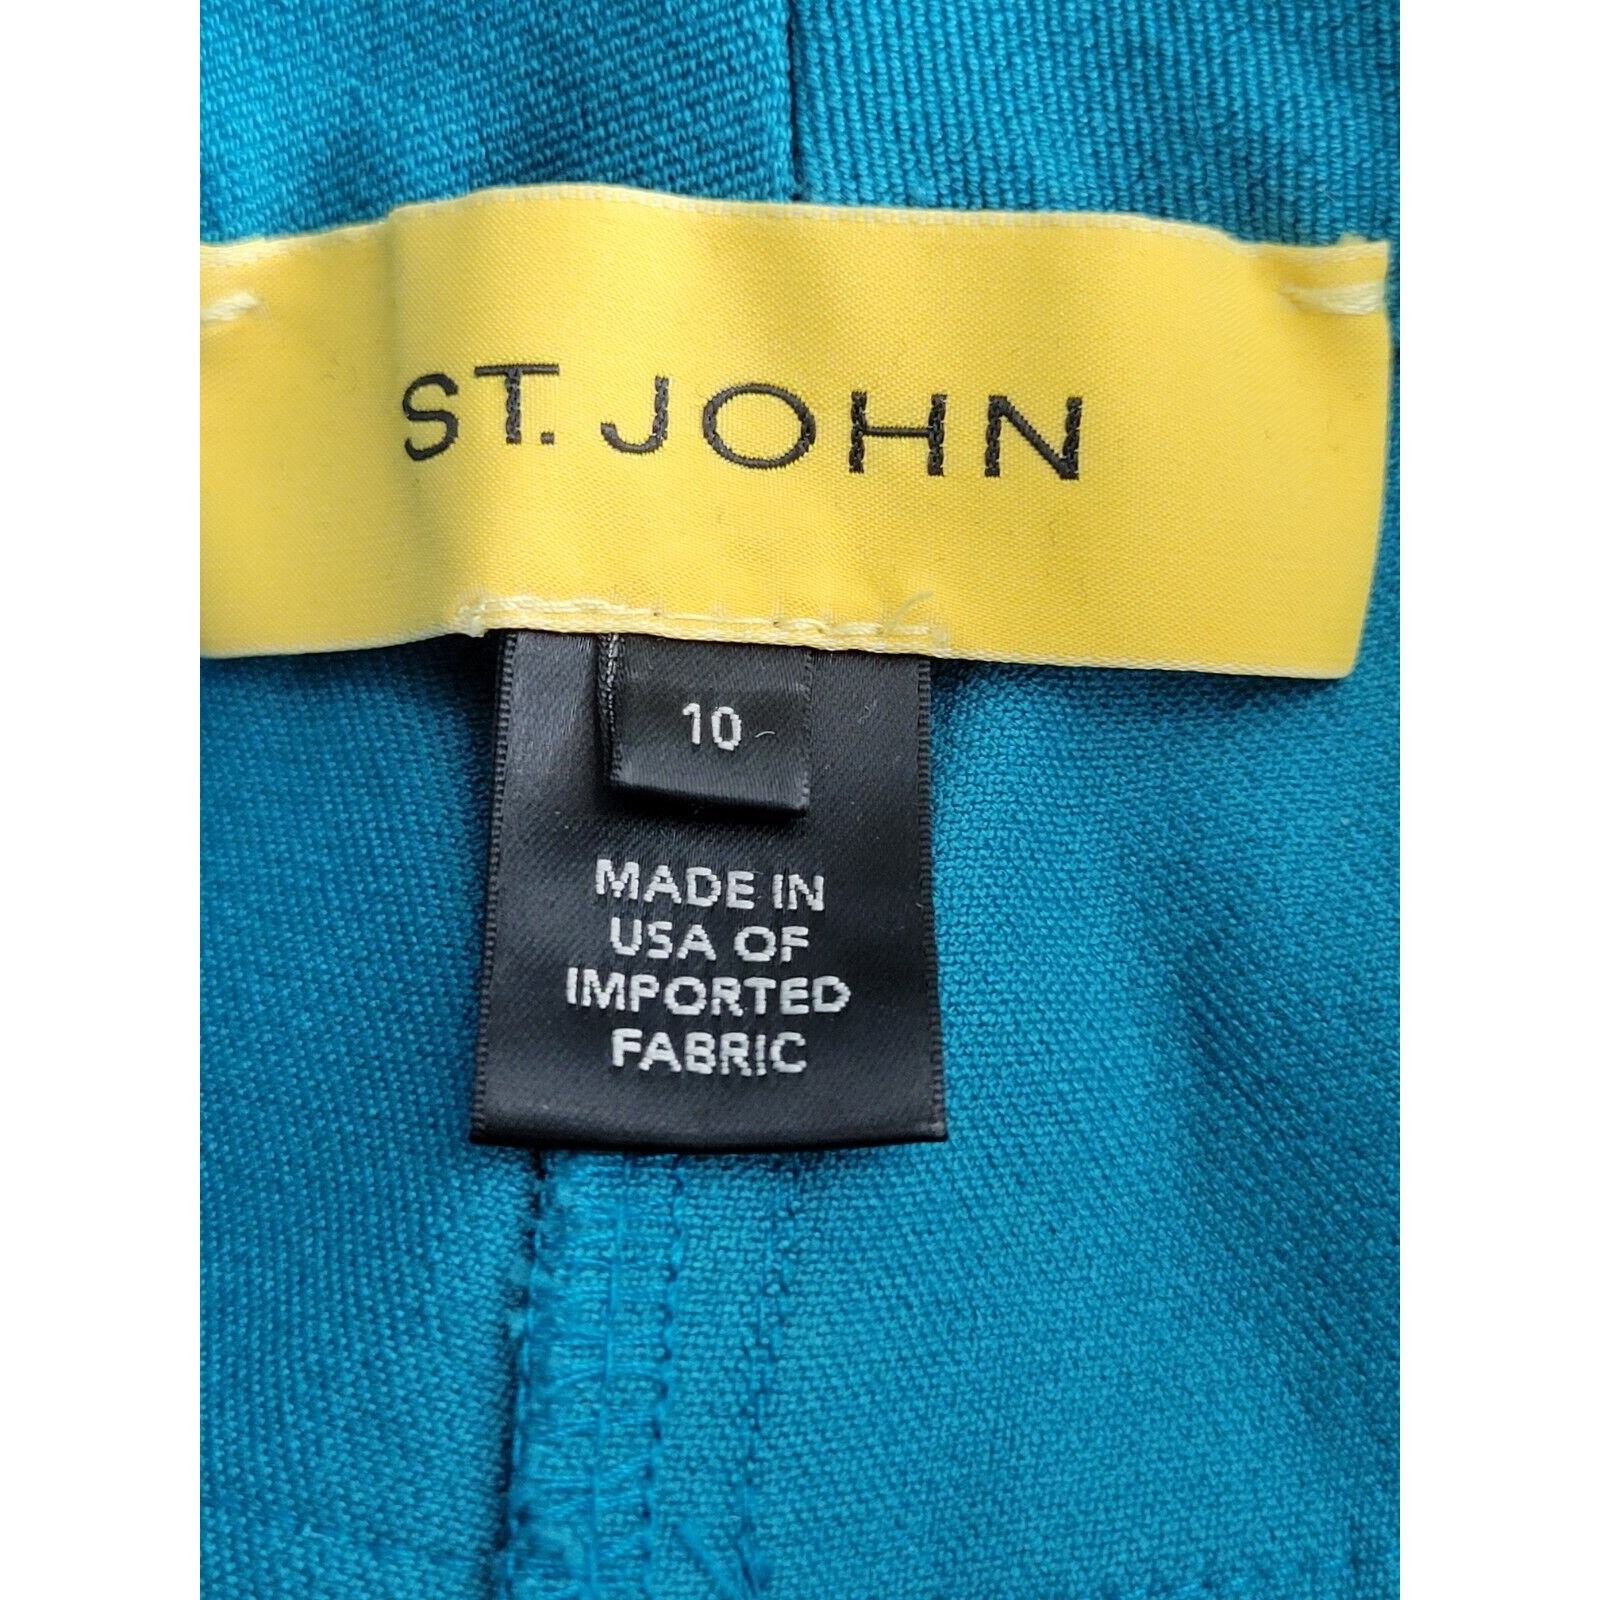 ST. JOHN
10
MADE IN
USA OF
IMPORTED
FABRIC